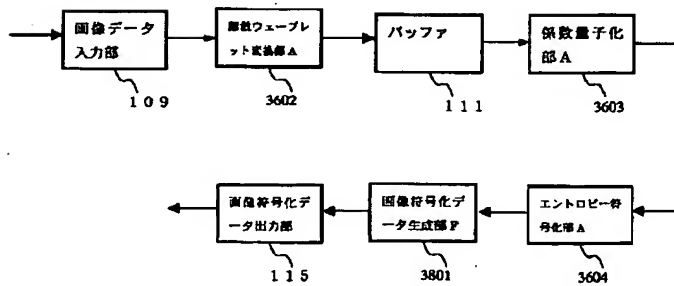 画像データ
入力部
109
離散ウェーブレ
ット変換部A
3602
バッファ
111
係数量子化
部A
3603
画像符号化デ
ータ出力部
115
画像符号化デ
ータ生成部F
3801
エントロピー符
号化部A
3604